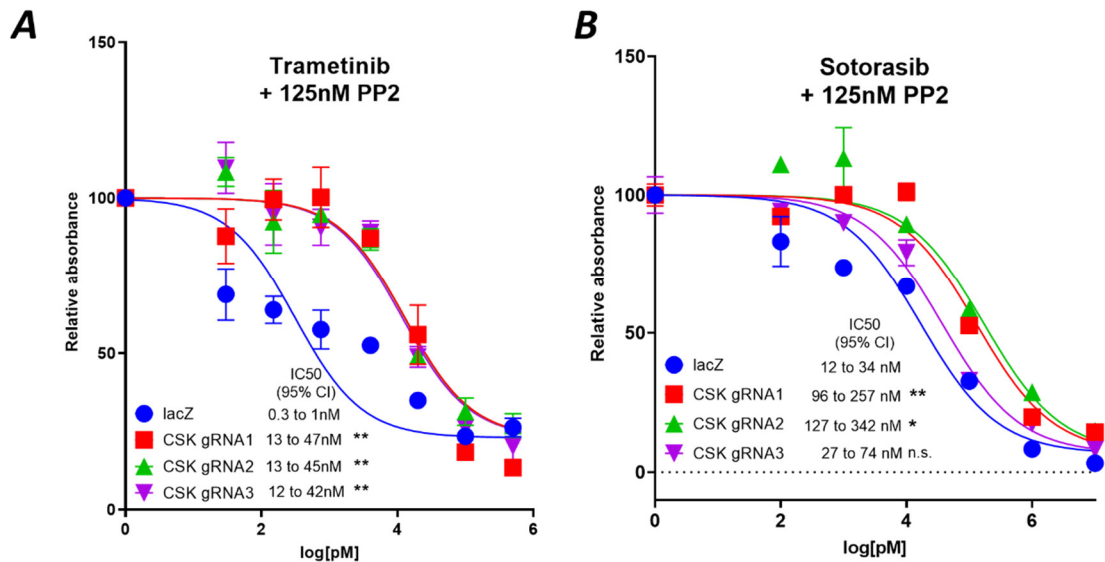 A
Trametinib
+ 125nM PP2
150
100
50
0
Relative absorbance
IC50
(95% CI)
lacZ 0.3 to 1nM
CSK gRNA1 13 to 47nM **
CSK gRNA2 13 to 45nM **
CSK gRNA3 12 to 42nM **
0 2 4 6
log[pM]
B
Sotorasib
+ 125nM PP2
150
100
50
0
Relative absorbance
IC50
(95% CI)
lacZ 12 to 34 nM
CSK gRNA1 96 to 257 nM **
CSK gRNA2 127 to 342 nM *
CSK gRNA3 27 to 74 nM n.s.
0 2 4 6
log[pM]